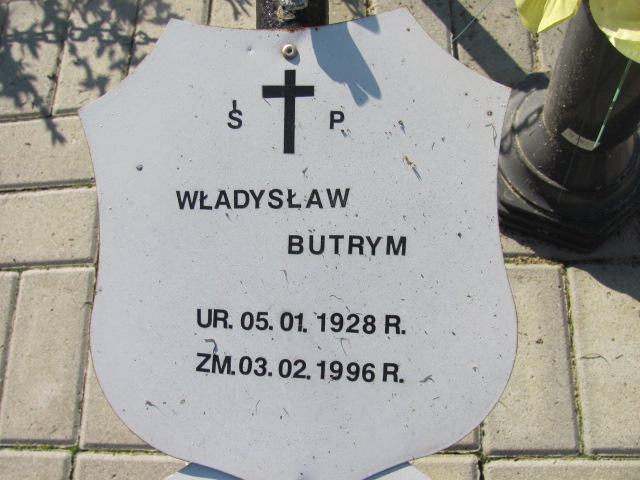 Ś P
WŁADYSŁAW
BUTRYM
UR. 05.01.1928 R.
ZM.03.02.1996 R.